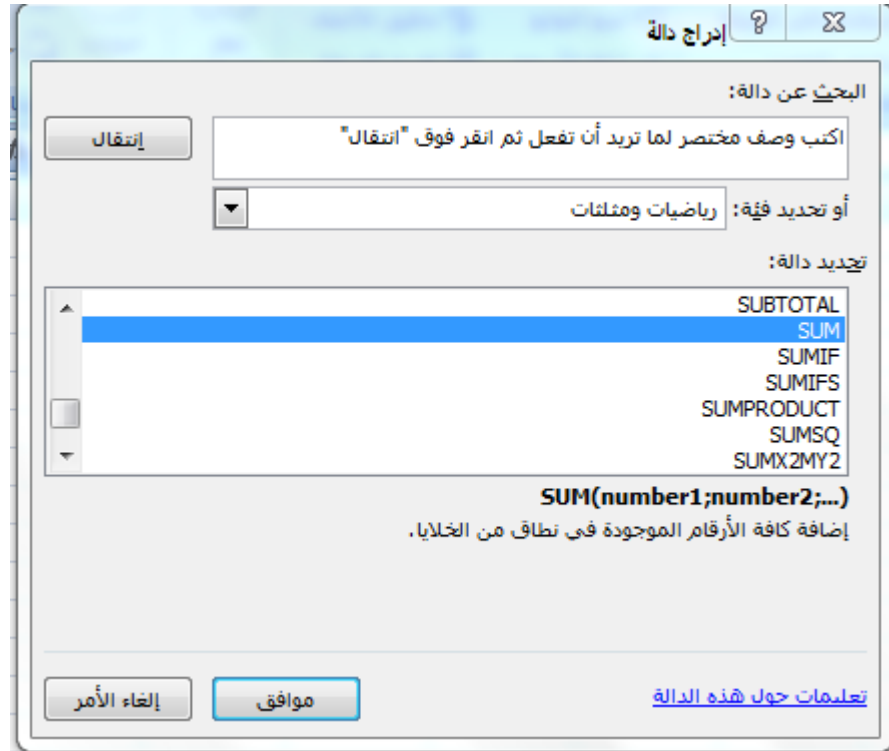 إدراج دالة
البحث عن دالة:
اكتب وصف مختصر لما تريد أن تفعل ثم انقر فوق "انتقال"
إنتقال
أو تحديد فئة: رياضيات ومثلثات
تحديد دالة:
SUBTOTAL
SUM
SUMIF
SUMIFS
SUMPRODUCT
SUMSQ
SUMX2MY2
SUM(number1;number2;...)
إضافة كافة الأرقام الموجودة في نطاق من الخلايا.
تعليمات حول هذه الدالة
موافق
إلغاء الأمر